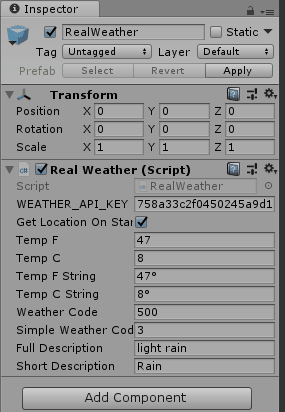 Inspector
RealWeather Static
Tag Untagged Layer Default
Prefab Select Revert Apply
Transform
Position X 0 Y 0 Z 0
Rotation X 0 Y 0 Z 0
Scale X 1 Y 1 Z 1
Real Weather (Script)
Script RealWeather
WEATHER_API_KEY 758a33c2f0450245a9d1
Get Location On Star
Temp F 47
Temp C 8
Temp F String 47°
Temp C String 8°
Weather Code 500
Simple Weather Cod 3
Full Description light rain
Short Description Rain
Add Component